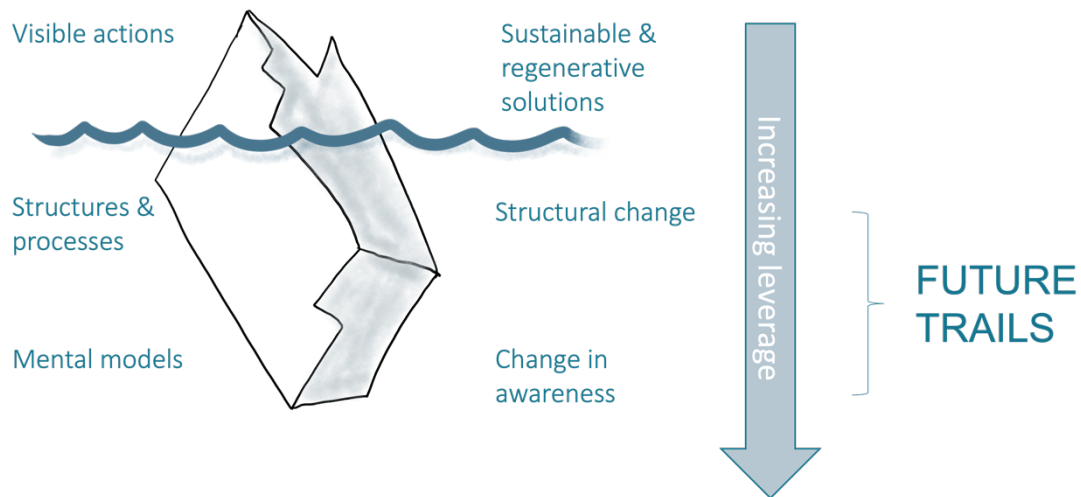 Visible actions
Sustainable &
regenerative
solutions
Structures &
processes
Structural change
Mental models
Change in
awareness
Increasing leverage
FUTURE
TRAILS